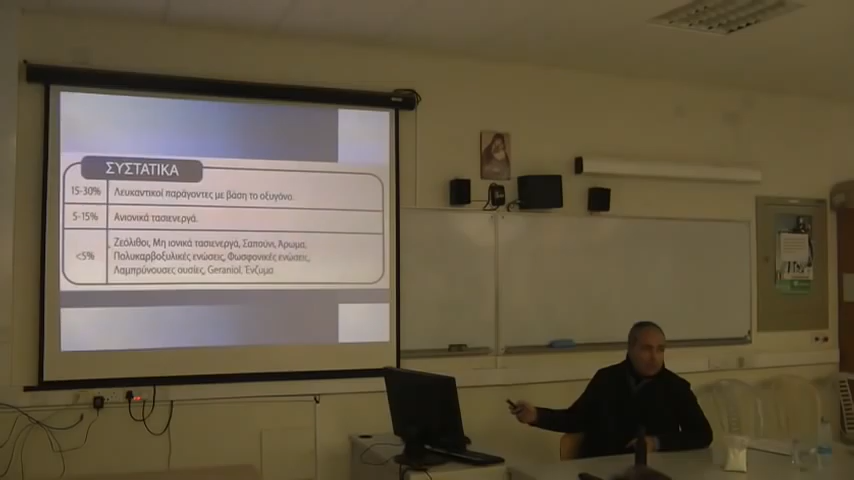 ΣΥΣΤΑΤΙΚΑ
15-30% Λευκαντικοί παράγοντες με βάση το οξυγόνο.
5-15% Ανιονικά τασιενεργά.
<5% Ζεόλιθοι, Μη ιονικά τασιενεργά, Σαπούνι, Άρωμα,
Πολυκαρβοξυλικές ενώσεις, Φωσφονικές ενώσεις,
Λαμπρύνουσες ουσίες, Geraniol, Ένζυμα